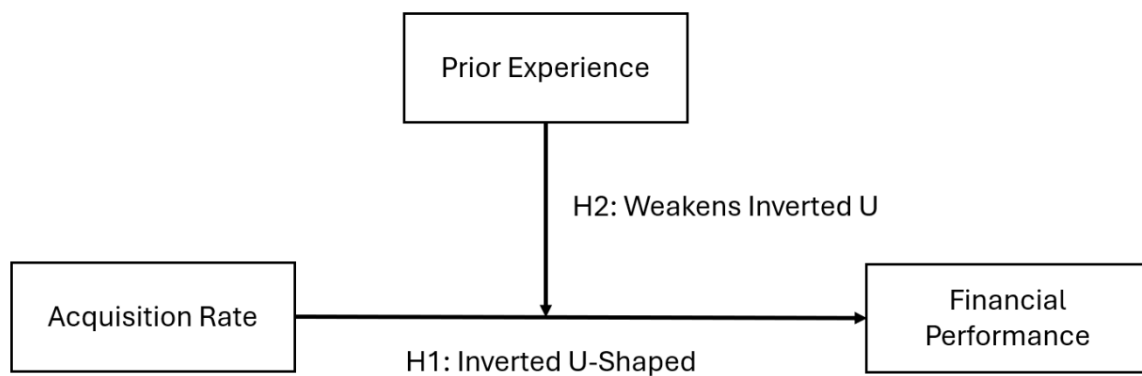 Prior Experience
H2: Weakens Inverted U
Acquisition Rate
Financial
Performance
H1: Inverted U-Shaped